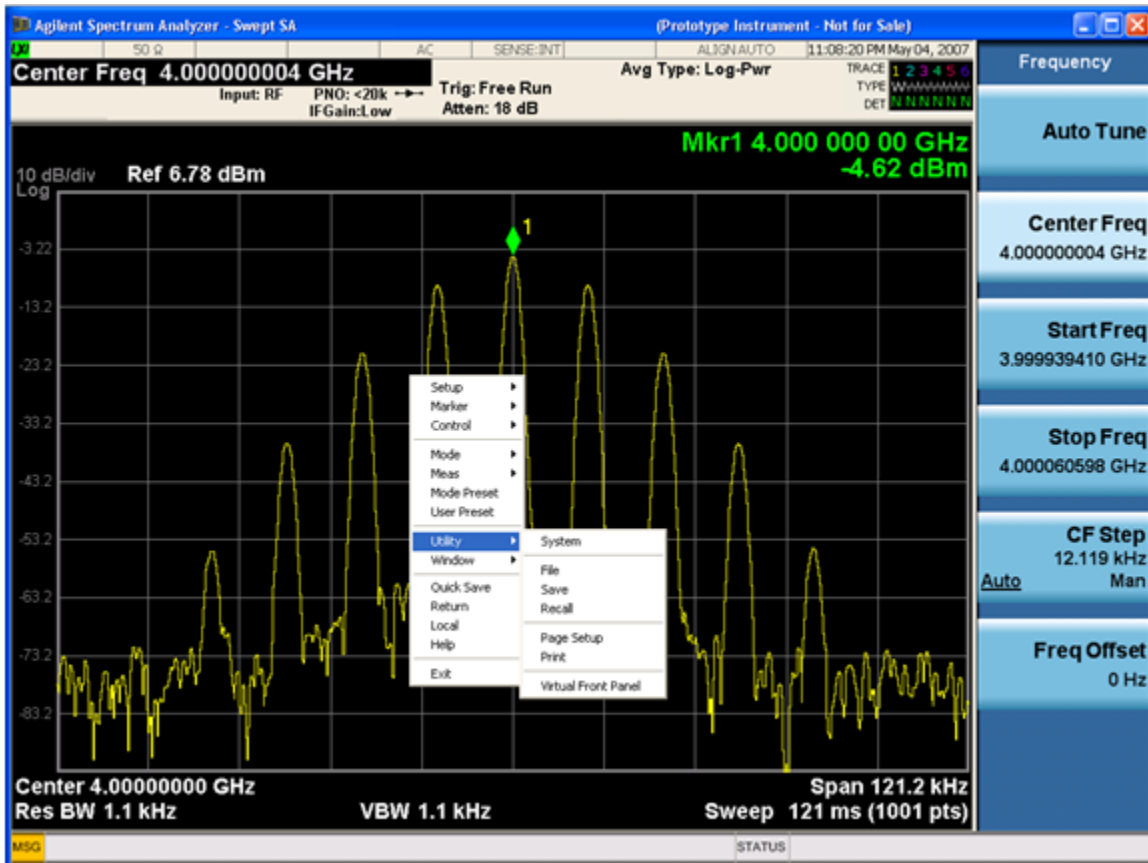 Agilent Spectrum Analyzer - Swept SA (Prototype Instrument - Not for Sale)
LXI 50 Ω AC SENSE:INT ALIGN AUTO 11:08:20 PM May 04, 2007
Center Freq 4.000000004 GHz
Input: RF PNO: <20k
IFGain:Low
Trig: Free Run
Atten: 18 dB
Avg Type: Log-Pwr
TRACE 1 2 3 4 5 6
TYPE WWWWWW
DET N N N N N N
Mkr1 4.000 000 00 GHz
-4.62 dBm
10 dB/div Ref 6.78 dBm
Log
1
-3.22
-13.2
-23.2
-33.2
-43.2
-53.2
-63.2
-73.2
-83.2
Setup
Marker
Control
Mode
Meas
Mode Preset
User Preset
Utility
Window
Quick Save
Return
Local
Help
Exit
System
File
Save
Recall
Page Setup
Print
Virtual Front Panel
Center 4.00000000 GHz Span 121.2 kHz
Res BW 1.1 kHz VBW 1.1 kHz Sweep 121 ms (1001 pts)
MSG STATUS
Frequency
Auto Tune
Center Freq
4.000000004 GHz
Start Freq
3.999939410 GHz
Stop Freq
4.000060598 GHz
CF Step
12.119 kHz
Auto Man
Freq Offset
0 Hz